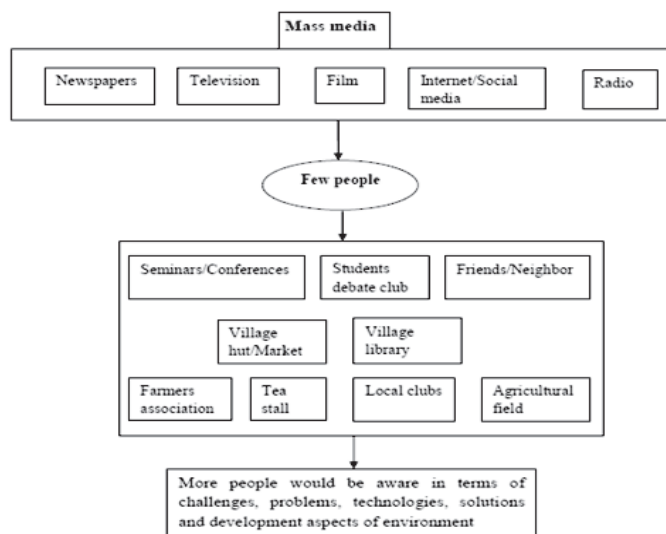 Mass media
Newspapers
Television
Film
Internet/Social
media
Radio
Few people
Seminars/Conferences
Students
debate club
Friends/Neighbor
Village
hut/Market
Village
library
Farmers
association
Tea
stall
Local clubs
Agricultural
field
More people would be aware in terms of
challenges, problems, technologies, solutions
and development aspects of environment